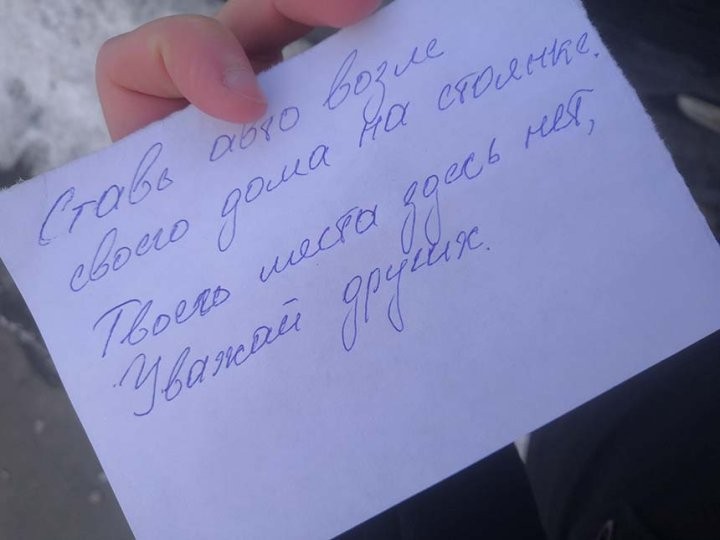 Ставь авто возле
своего дома на стоянке.
Твоего места здесь нет,
Уважай других.